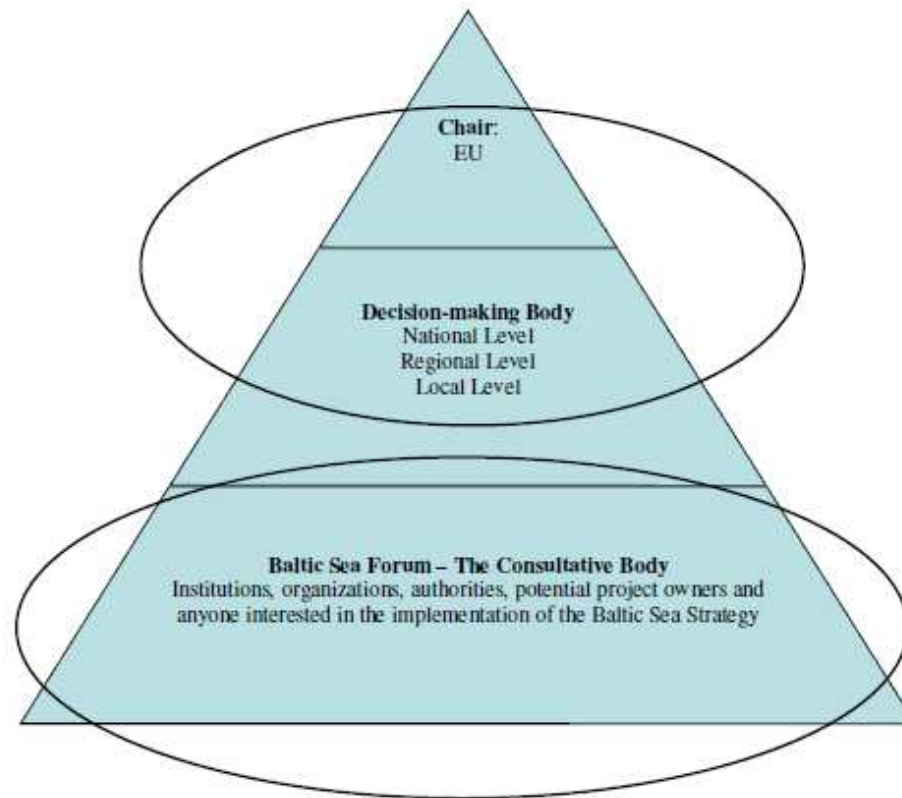 Chair:
EU
Decision-making Body
National Level
Regional Level
Local Level
Baltic Sea Forum – The Consultative Body
Institutions, organizations, authorities, potential project owners and
anyone interested in the implementation of the Baltic Sea Strategy